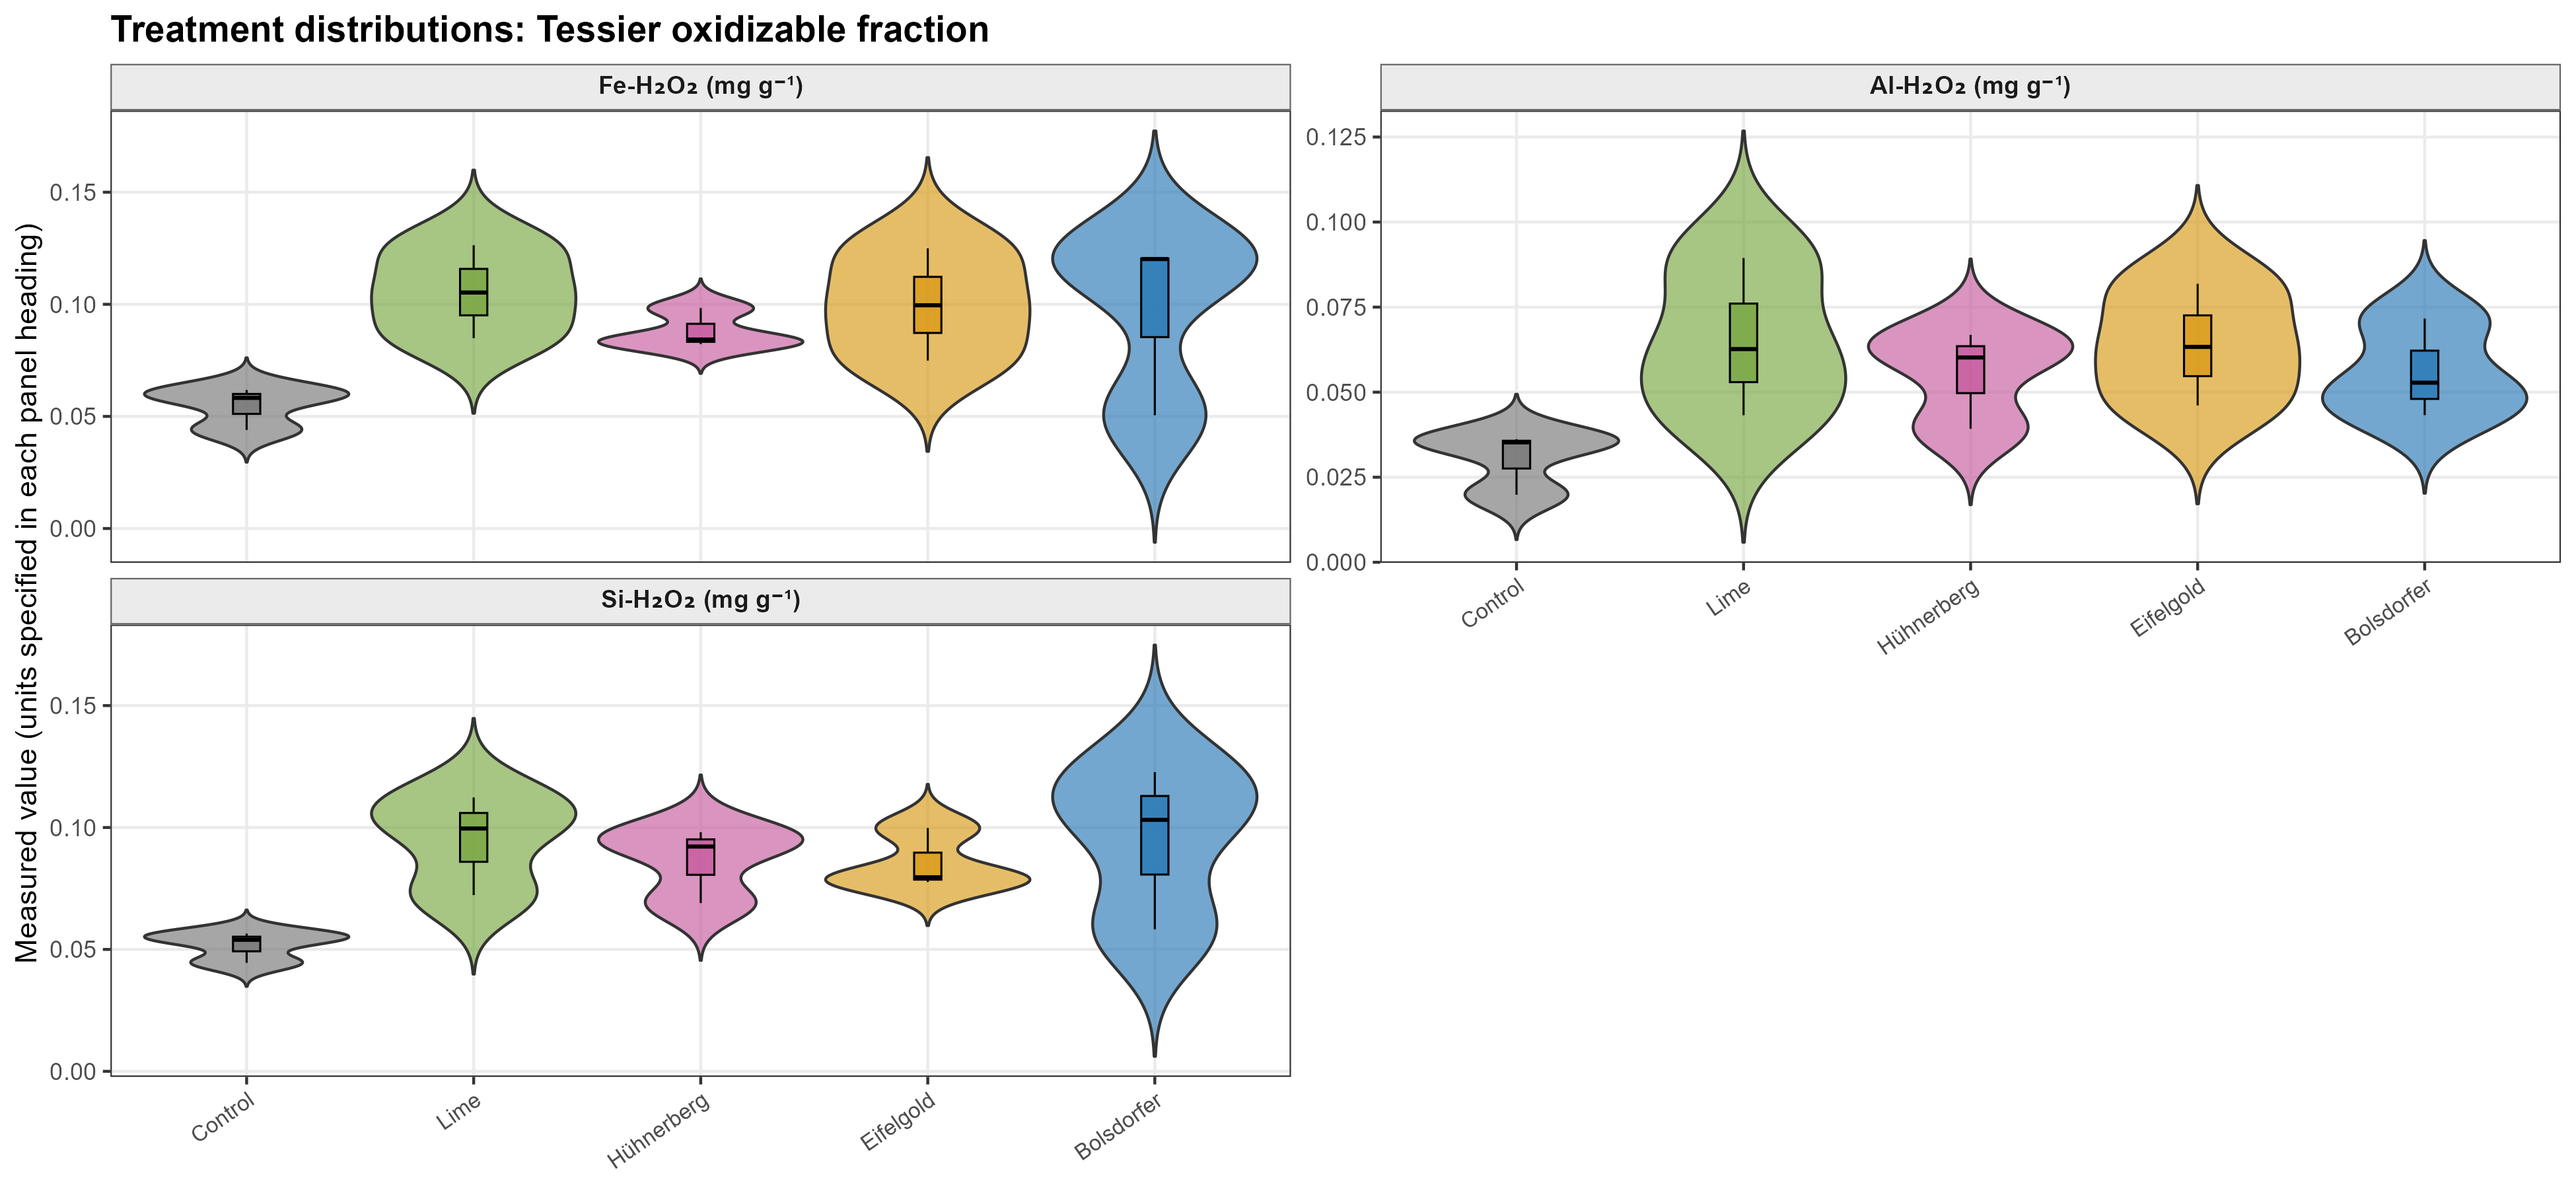 Treatment distributions: Tessier oxidizable fraction
Fe-H₂O₂ (mg g⁻¹)
Al-H₂O₂ (mg g⁻¹)
Measured value (units specified in each panel heading)
0.15
0.10
0.05
0.00
0.125
0.100
0.075
0.050
0.025
0.000
Control
Lime
Hühnerberg
Eifelgold
Bolsdorfer
Si-H₂O₂ (mg g⁻¹)
0.15
0.10
0.05
0.00
Control
Lime
Hühnerberg
Eifelgold
Bolsdorfer